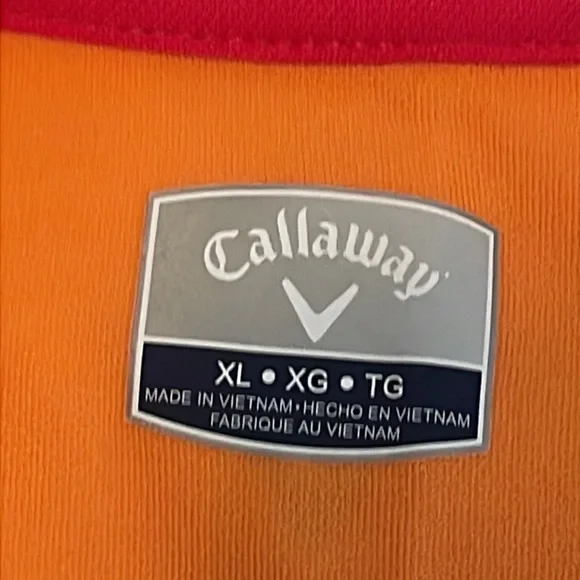 Callaway
XL • XG • TG
MADE IN VIETNAM • HECHO EN VIETNAM
FABRIQUE AU VIETNAM